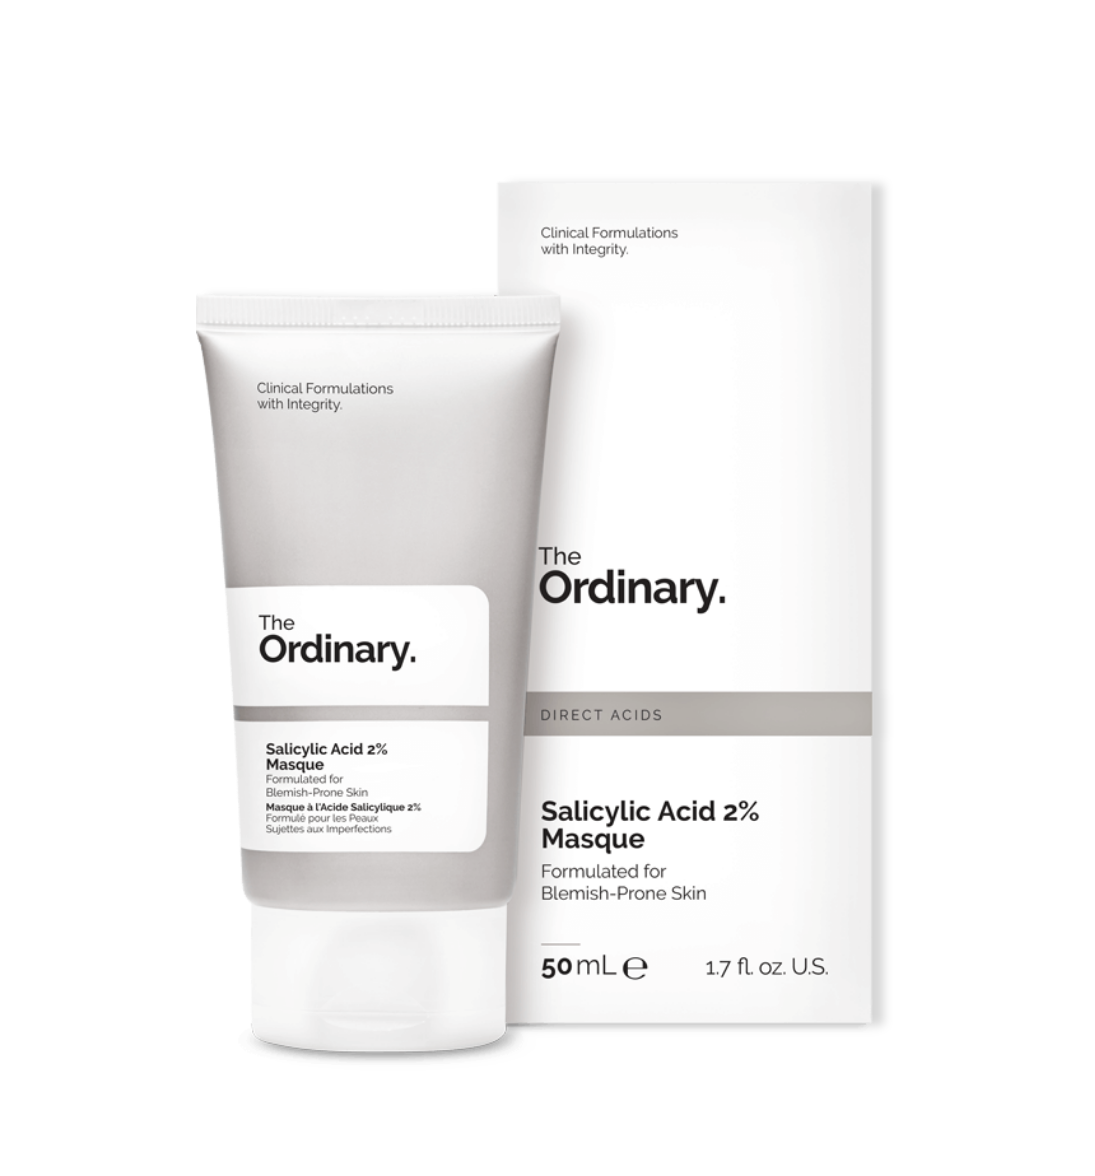 Clinical Formulations
with Integrity.
The
Ordinary.
Salicylic Acid 2%
Masque
Formulated for
Blemish-Prone Skin
Masque à l'Acide Salicylique 2%
Formulé pour les Peaux
Sujettes aux Imperfections
Clinical Formulations
with Integrity.
The
Ordinary.
DIRECT ACIDS
Salicylic Acid 2%
Masque
Formulated for
Blemish-Prone Skin
50 mL ℮ 1.7 fl. oz. U.S.